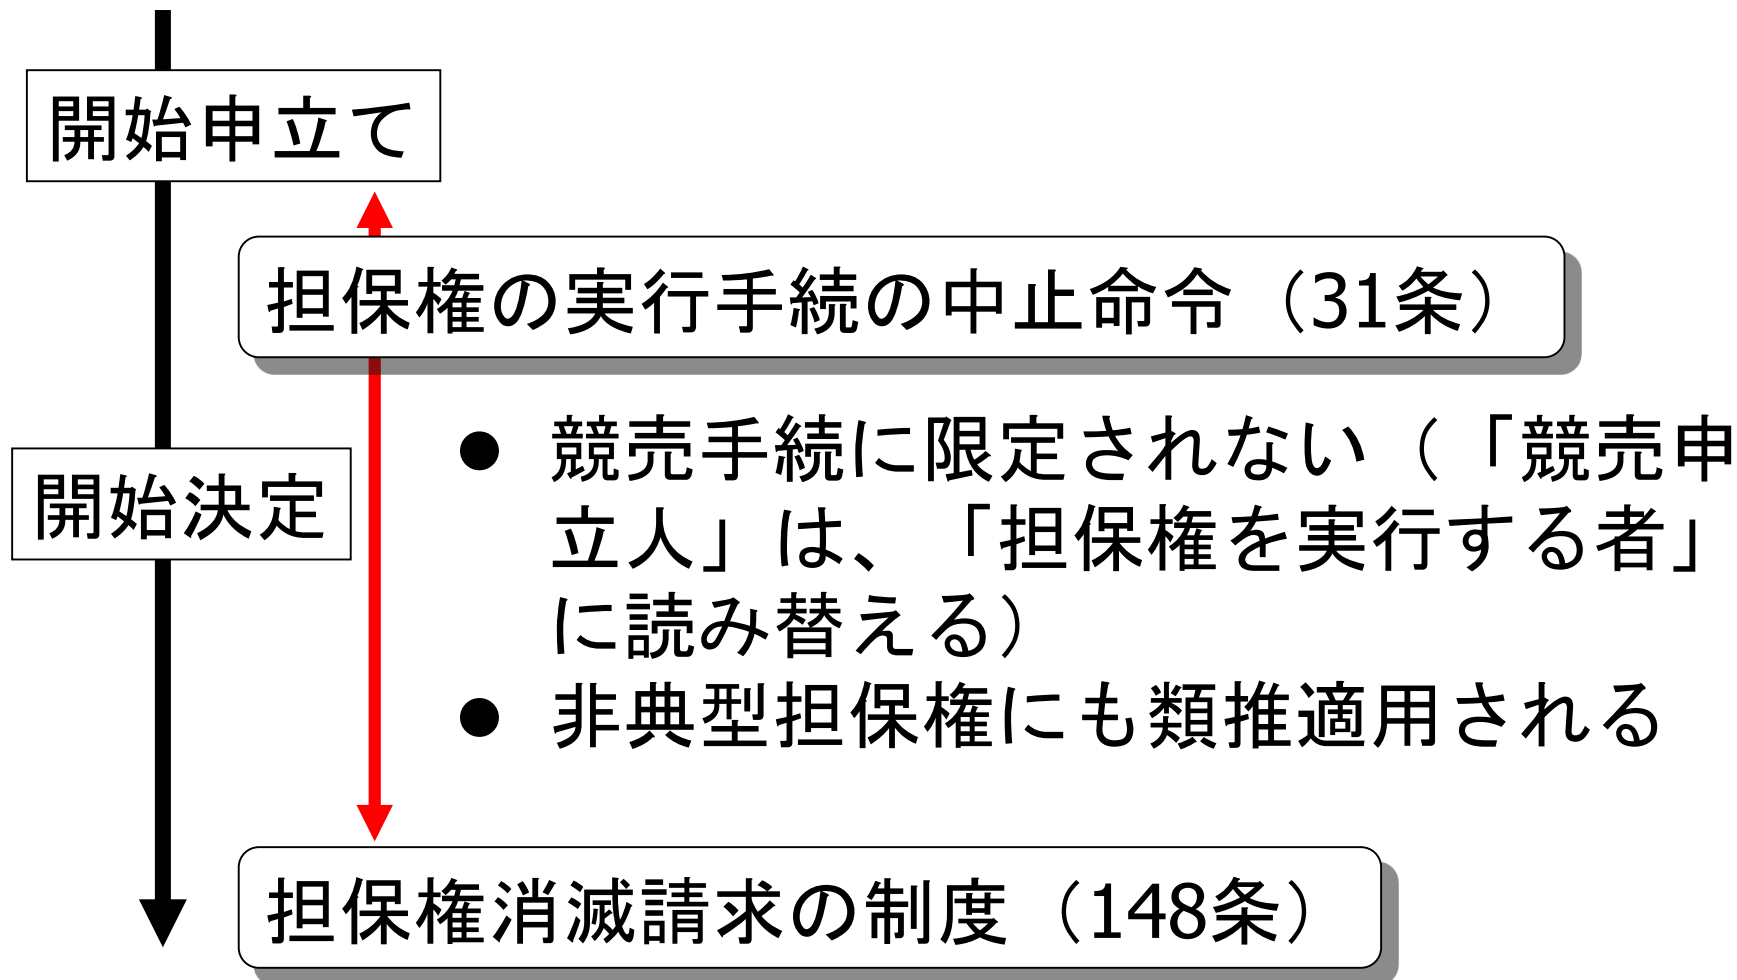 開始申立て
担保権の実行手続の中止命令（31条）
● 競売手続に限定されない（「競売申
立人」は、「担保権を実行する者」
に読み替える）
開始決定
● 非典型担保権にも類推適用される
担保権消滅請求の制度（148条）